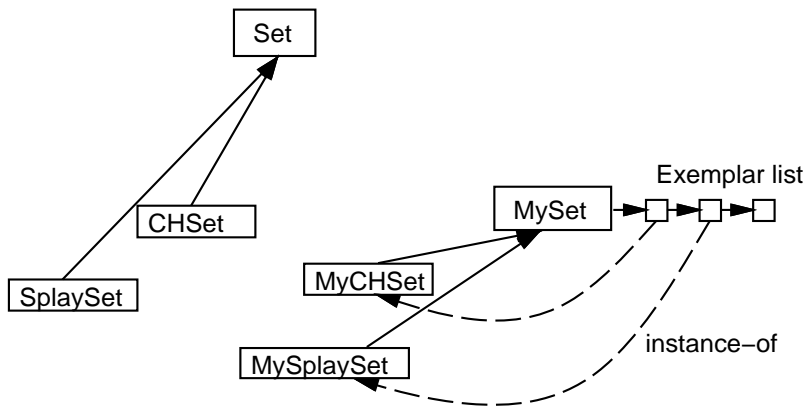 Set
Exemplar list
MySet
CHSet
MyCHSet
SplaySet
instance−of
MySplaySet